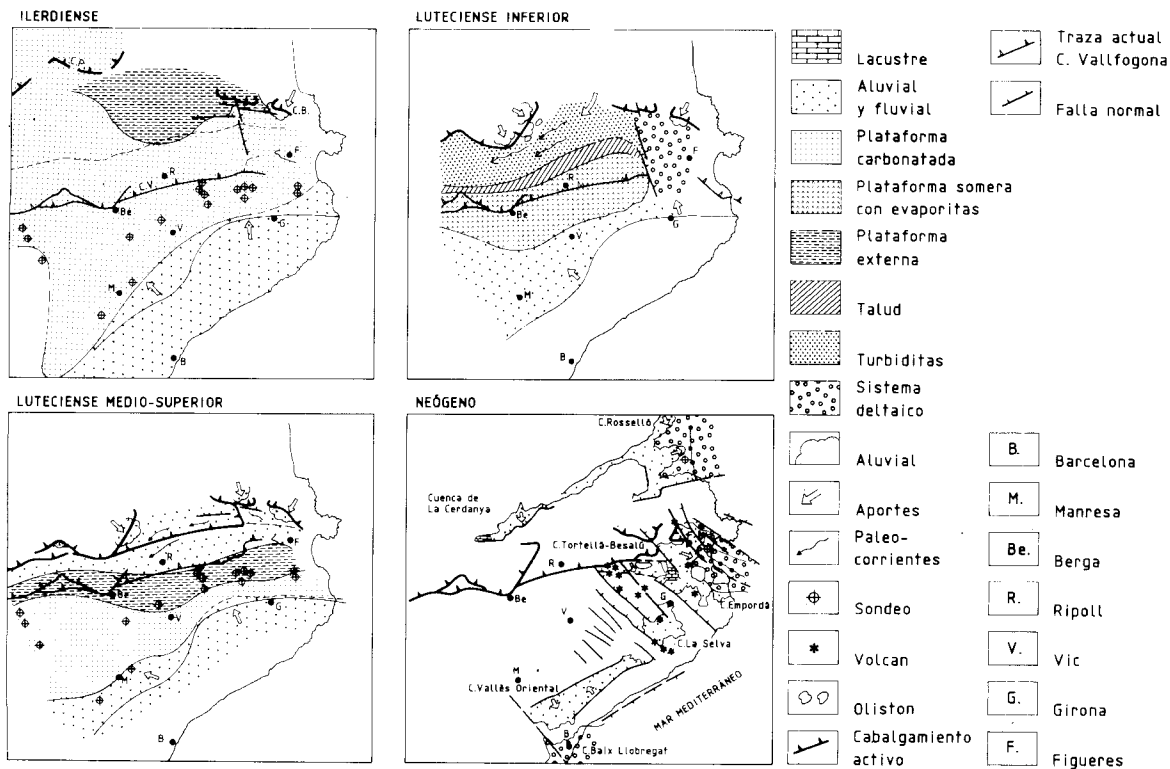 ILERDIENSE
C.A.
C.B.
F
R
C.V.
Be
V
G
M
B
LUTECIENSE INFERIOR
F
R
Be
G
V
M
B
LUTECIENSE MEDIO-SUPERIOR
F
R
Be
G
V
M
B
NEÓGENO
C.Rosselló
Cuenca de
La Cerdanya
C.Tortellà-Besalú
R
Be
G
C.Empordà
V
C.La Selva
M
C.Vallès Oriental
MAR MEDITERRÁNEO
B
C.Baix Llobregat
Lacustre
Aluvial
y fluvial
Plataforma
carbonatada
Plataforma somera
con evaporitas
Plataforma
externa
Talud
Turbiditas
Sistema
deltaico
Aluvial
Aportes
Paleo-
corrientes
Sondeo
Volcan
Oliston
Cabalgamiento
activo
Traza actual
C. Vallfogona
Falla normal
B. Barcelona
M. Manresa
Be. Berga
R. Ripoll
V. Vic
G. Girona
F. Figueres